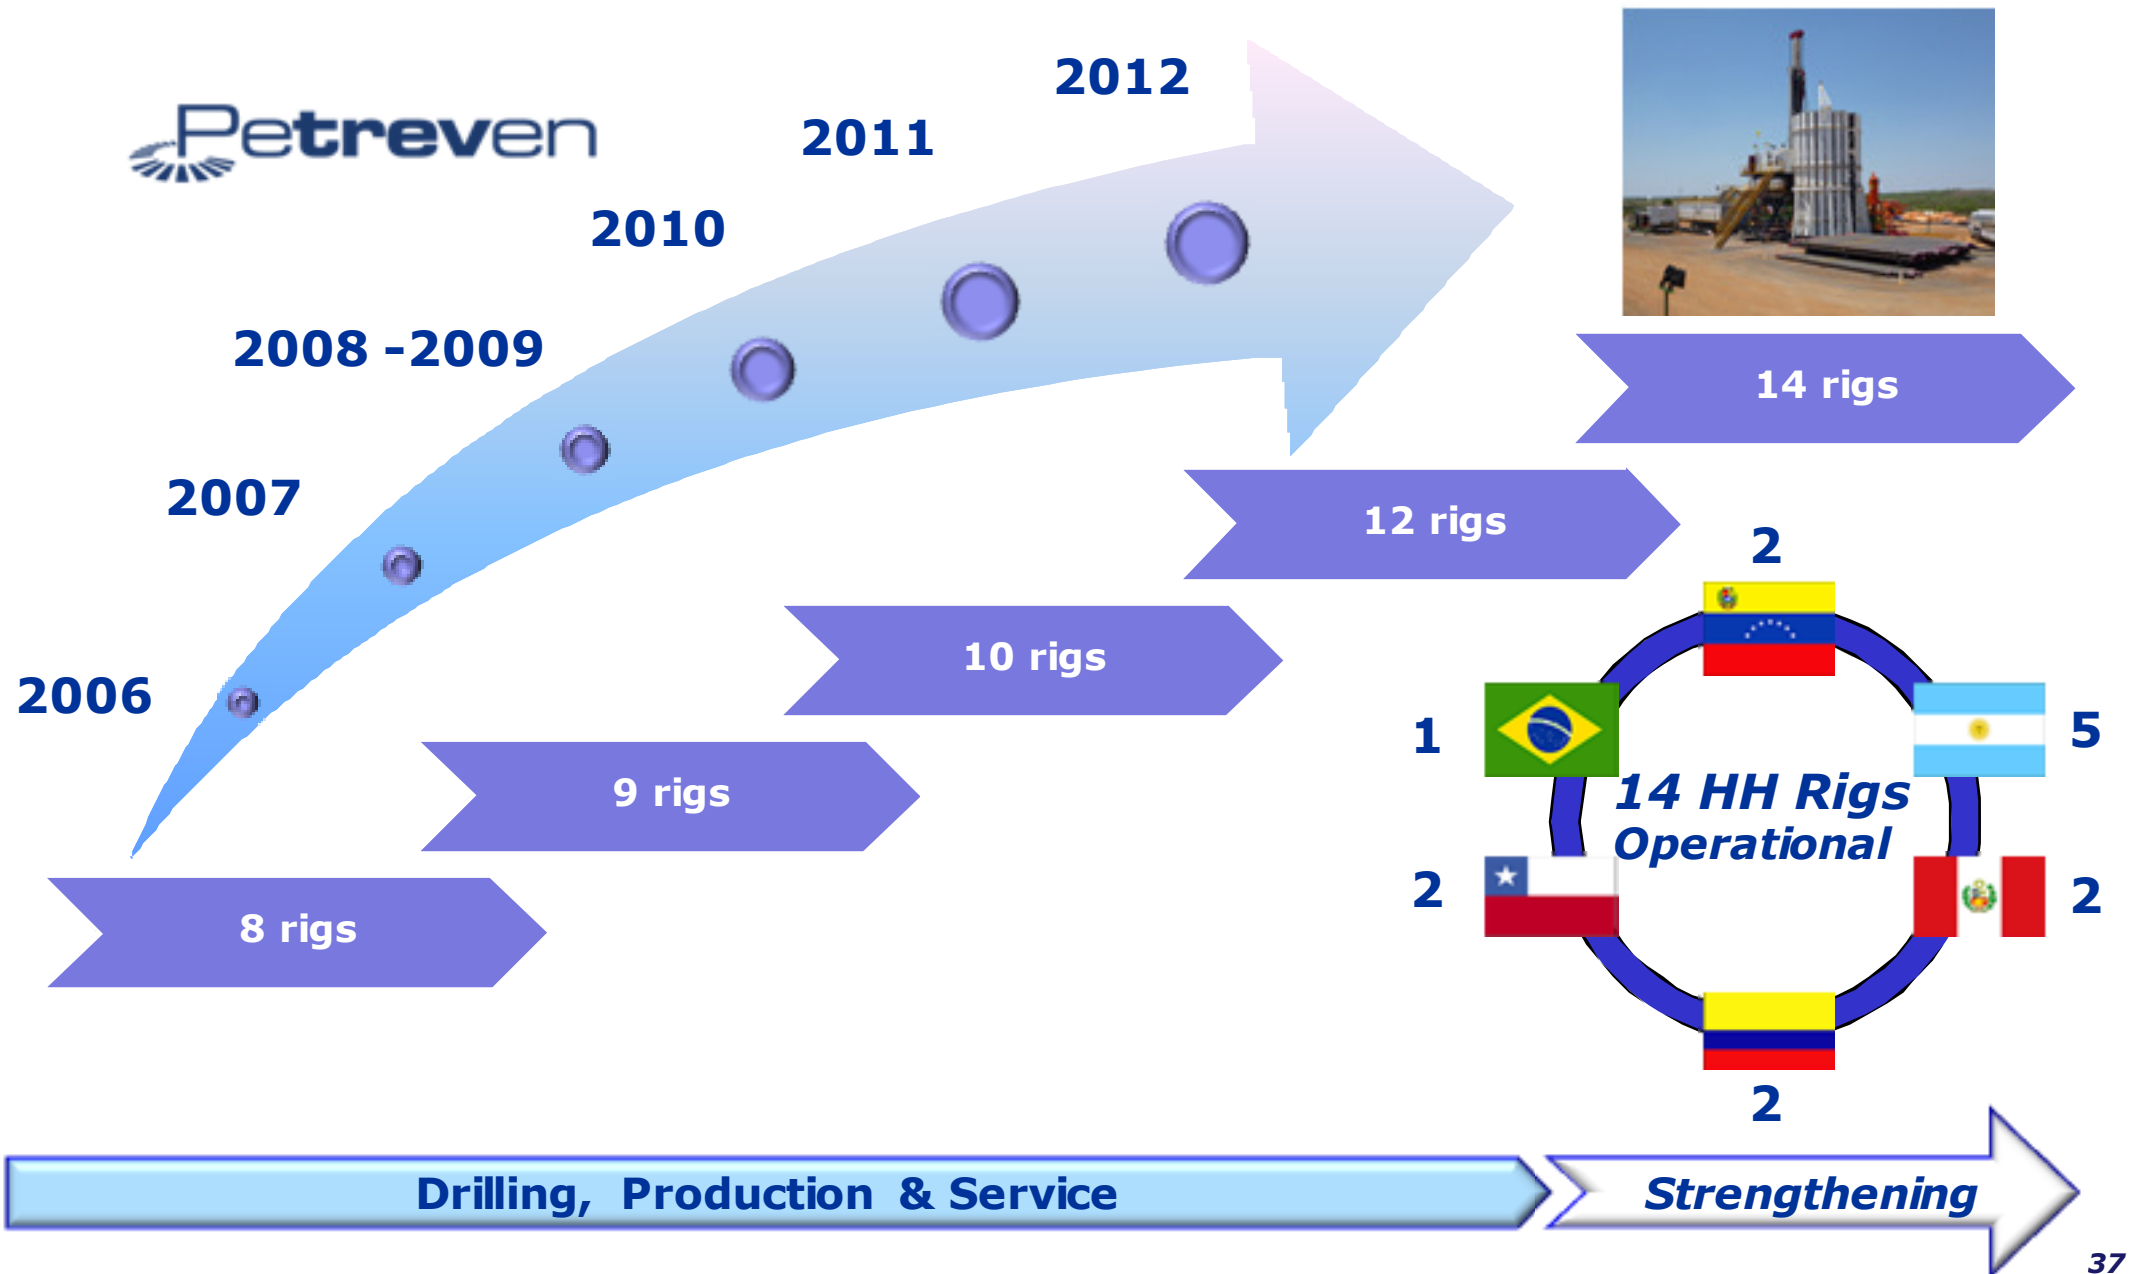 Petreven
2012
2011
2010
2008 -2009
2007
2006
14 rigs
12 rigs
10 rigs
9 rigs
8 rigs
2
1
5
14 HH Rigs
Operational
2
2
2
Drilling, Production & Service
Strengthening
37